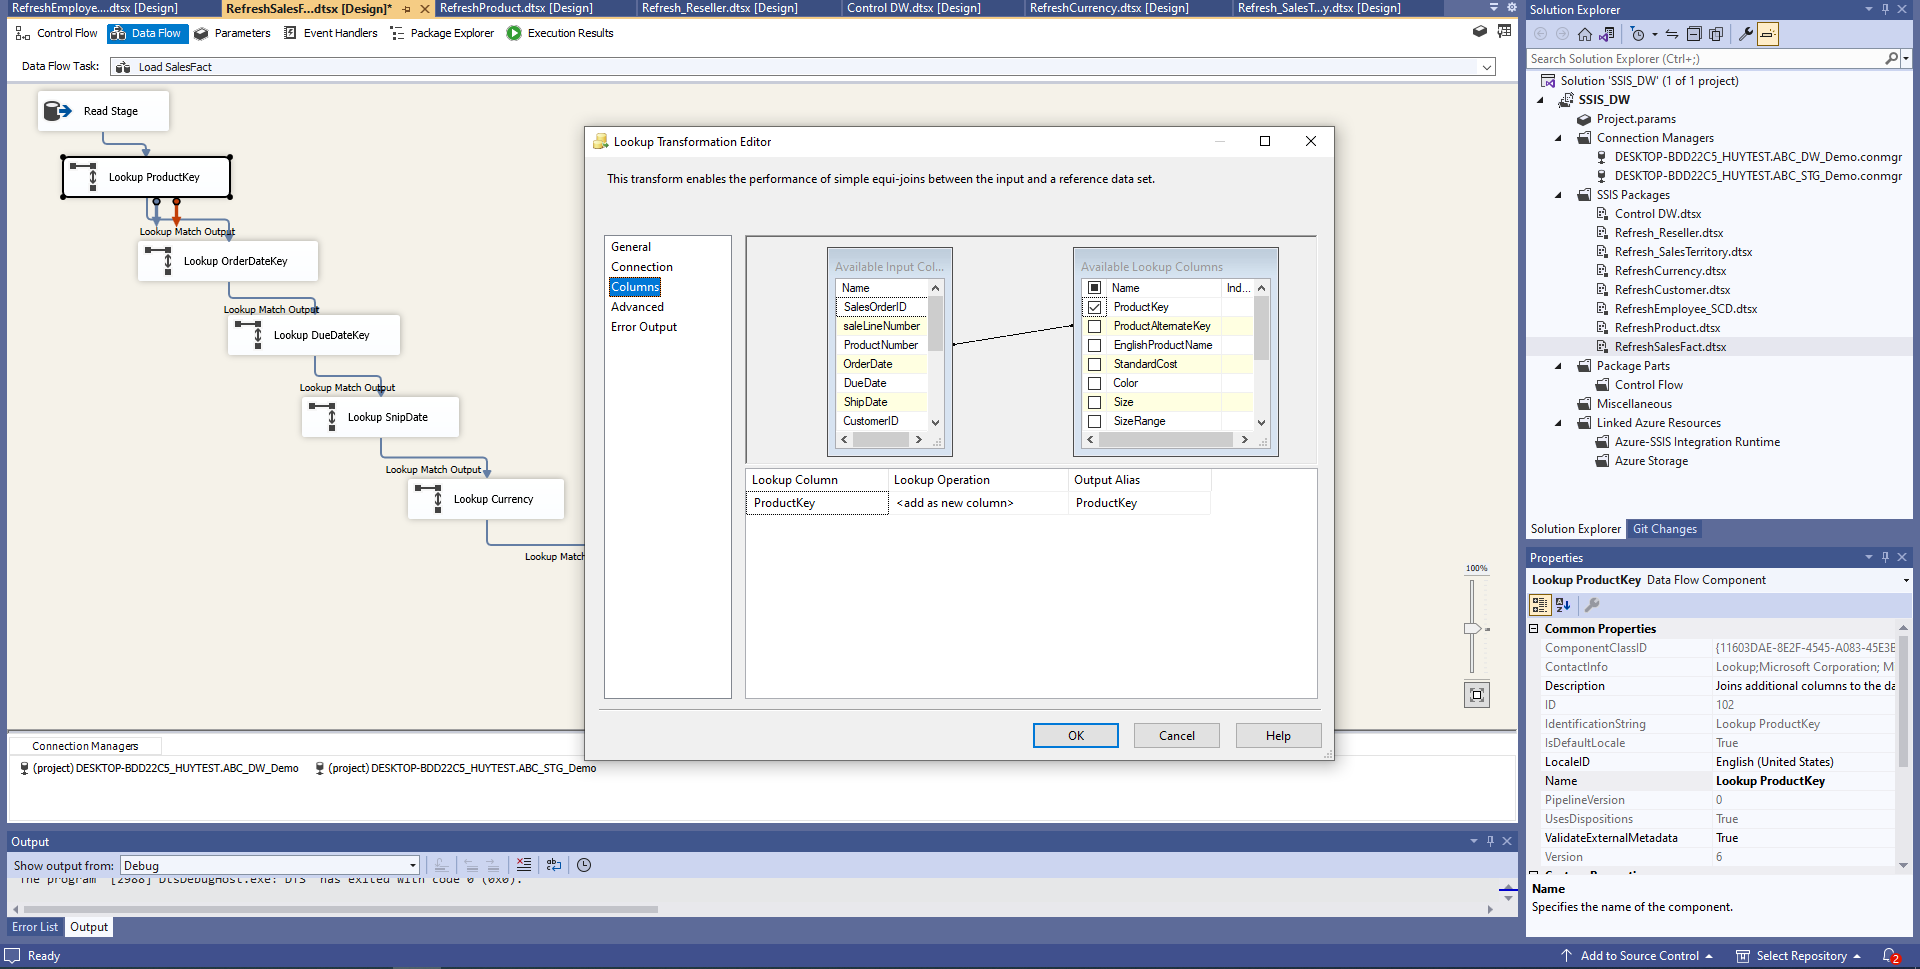 RefreshEmploye....dtsx [Design]
RefreshSalesF...dtsx [Design]*
RefreshProduct.dtsx [Design]
Refresh_Reseller.dtsx [Design]
Control DW.dtsx [Design]
RefreshCurrency.dtsx [Design]
Refresh_SalesT...y.dtsx [Design]
Control Flow
Data Flow
Parameters
Event Handlers
Package Explorer
Execution Results
Data Flow Task:
Load SalesFact
Read Stage
Lookup ProductKey
Lookup Match Output
Lookup OrderDateKey
Lookup Match Output
Lookup DueDateKey
Lookup Match Output
Lookup SnipDate
Lookup Match Output
Lookup Currency
Lookup Match
100%
Lookup Transformation Editor
This transform enables the performance of simple equi-joins between the input and a reference data set.
General
Connection
Columns
Advanced
Error Output
Available Input Col...
Name
SalesOrderID
saleLineNumber
ProductNumber
OrderDate
DueDate
ShipDate
CustomerID
Available Lookup Columns
Name
Ind...
ProductKey
ProductAlternateKey
EnglishProductName
StandardCost
Color
Size
SizeRange
Lookup Column
Lookup Operation
Output Alias
ProductKey
<add as new column>
ProductKey
OK
Cancel
Help
Connection Managers
(project) DESKTOP-BDD22C5_HUYTEST.ABC_DW_Demo
(project) DESKTOP-BDD22C5_HUYTEST.ABC_STG_Demo
Output
Show output from:
Debug
The program '[2988] DtsDebugHost.exe: DTS' has exited with code 0 (0x0).
Error List
Output
Ready
Add to Source Control
Select Repository
2
Solution Explorer
Search Solution Explorer (Ctrl+;)
Solution 'SSIS_DW' (1 of 1 project)
SSIS_DW
Project.params
Connection Managers
DESKTOP-BDD22C5_HUYTEST.ABC_DW_Demo.conmgr
DESKTOP-BDD22C5_HUYTEST.ABC_STG_Demo.conmgr
SSIS Packages
Control DW.dtsx
Refresh_Reseller.dtsx
Refresh_SalesTerritory.dtsx
RefreshCurrency.dtsx
RefreshCustomer.dtsx
RefreshEmployee_SCD.dtsx
RefreshProduct.dtsx
RefreshSalesFact.dtsx
Package Parts
Control Flow
Miscellaneous
Linked Azure Resources
Azure-SSIS Integration Runtime
Azure Storage
Solution Explorer
Git Changes
Properties
Lookup ProductKey Data Flow Component
Common Properties
ComponentClassID
{11603DAE-8E2F-4545-A083-45E3B
ContactInfo
Lookup;Microsoft Corporation; M
Description
Joins additional columns to the da
ID
102
IdentificationString
Lookup ProductKey
IsDefaultLocale
True
LocaleID
English (United States)
Name
Lookup ProductKey
PipelineVersion
0
UsesDispositions
True
ValidateExternalMetadata
True
Version
6
Name
Specifies the name of the component.